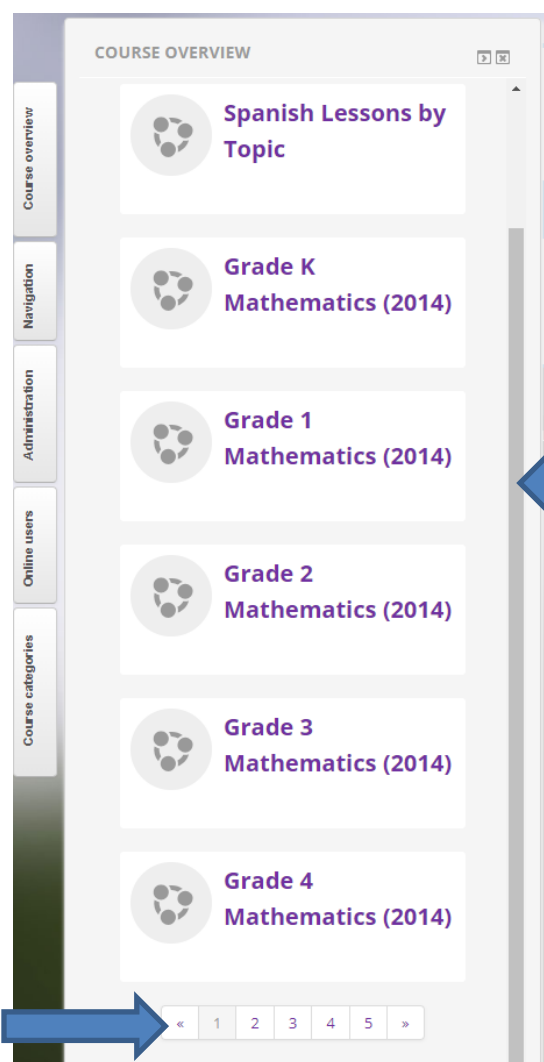 COURSE OVERVIEW
Course overview
Navigation
Administration
Online users
Course categories
Spanish Lessons by
Topic
Grade K
Mathematics (2014)
Grade 1
Mathematics (2014)
Grade 2
Mathematics (2014)
Grade 3
Mathematics (2014)
Grade 4
Mathematics (2014)
« 1 2 3 4 5 »